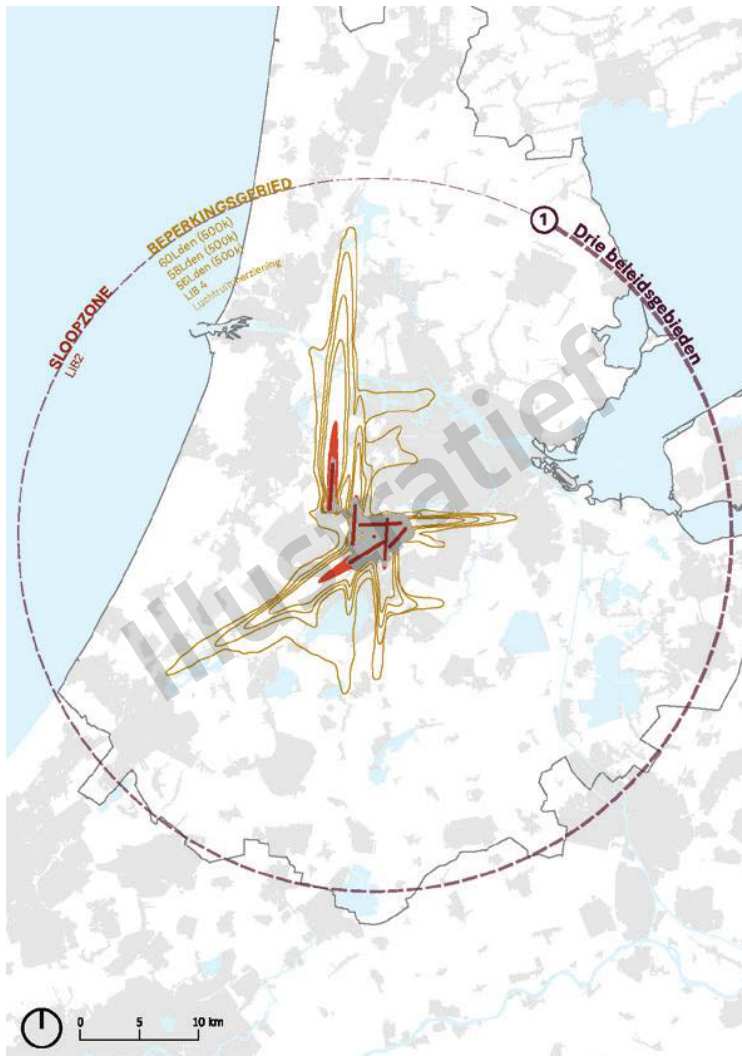 BEPERKINGSGEBIED
60Lden (500k)
58Lden (500k)
56Lden (500k)
LIB 4
Luchtruimherziening
1
Drie beleidsgebieden
SLOOPZONE
LIB2
Illustratief
0 5 10 km